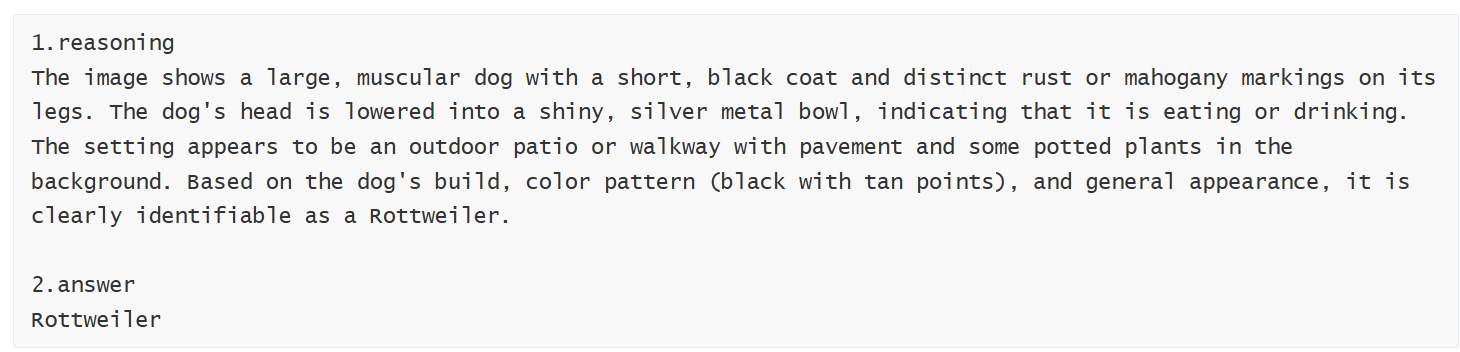 1.reasoning
The image shows a large, muscular dog with a short, black coat and distinct rust or mahogany markings on its
legs. The dog's head is lowered into a shiny, silver metal bowl, indicating that it is eating or drinking.
The setting appears to be an outdoor patio or walkway with pavement and some potted plants in the
background. Based on the dog's build, color pattern (black with tan points), and general appearance, it is
clearly identifiable as a Rottweiler.

2.answer
Rottweiler